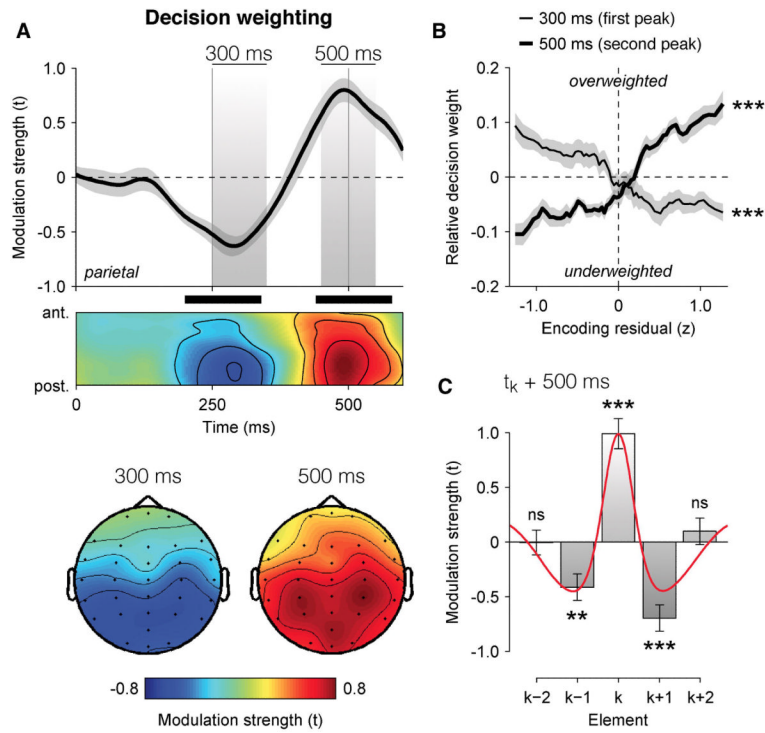 Decision weighting
A
300 ms
500 ms
Modulation strength (t)
1.0
0.5
0
-0.5
-1.0
parietal
ant.
post.
0
250
500
Time (ms)
300 ms
500 ms
-0.8
0.8
Modulation strength (t)
B
300 ms (first peak)
500 ms (second peak)
Relative decision weight
0.2
0.1
0
-0.1
-0.2
overweighted
underweighted
***
***
-1.0
0
1.0
Encoding residual (z)
C
tk + 500 ms
Modulation strength (t)
1.0
0.5
0
-0.5
-1.0
ns
**
***
***
ns
k−2
k−1
k
k+1
k+2
Element